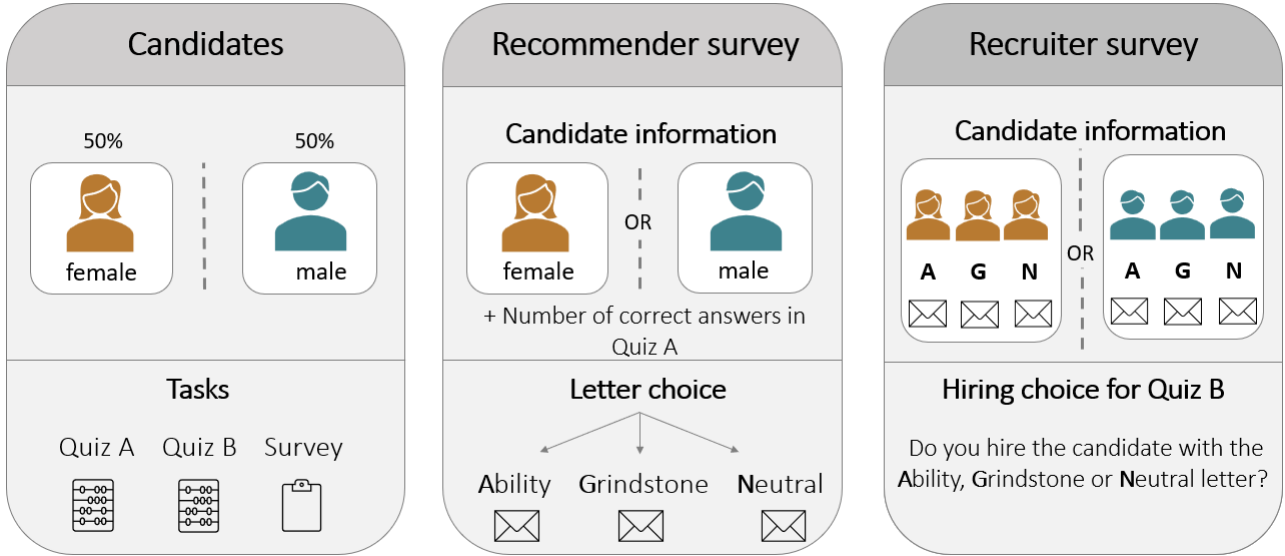 Candidates
50%
50%
female
male
Tasks
Quiz A
Quiz B
Survey
Recommender survey
Candidate information
OR
female
male
+ Number of correct answers in
Quiz A
Letter choice
Ability
Grindstone
Neutral
Recruiter survey
Candidate information
A G N
OR
A G N
Hiring choice for Quiz B
Do you hire the candidate with the
Ability, Grindstone or Neutral letter?